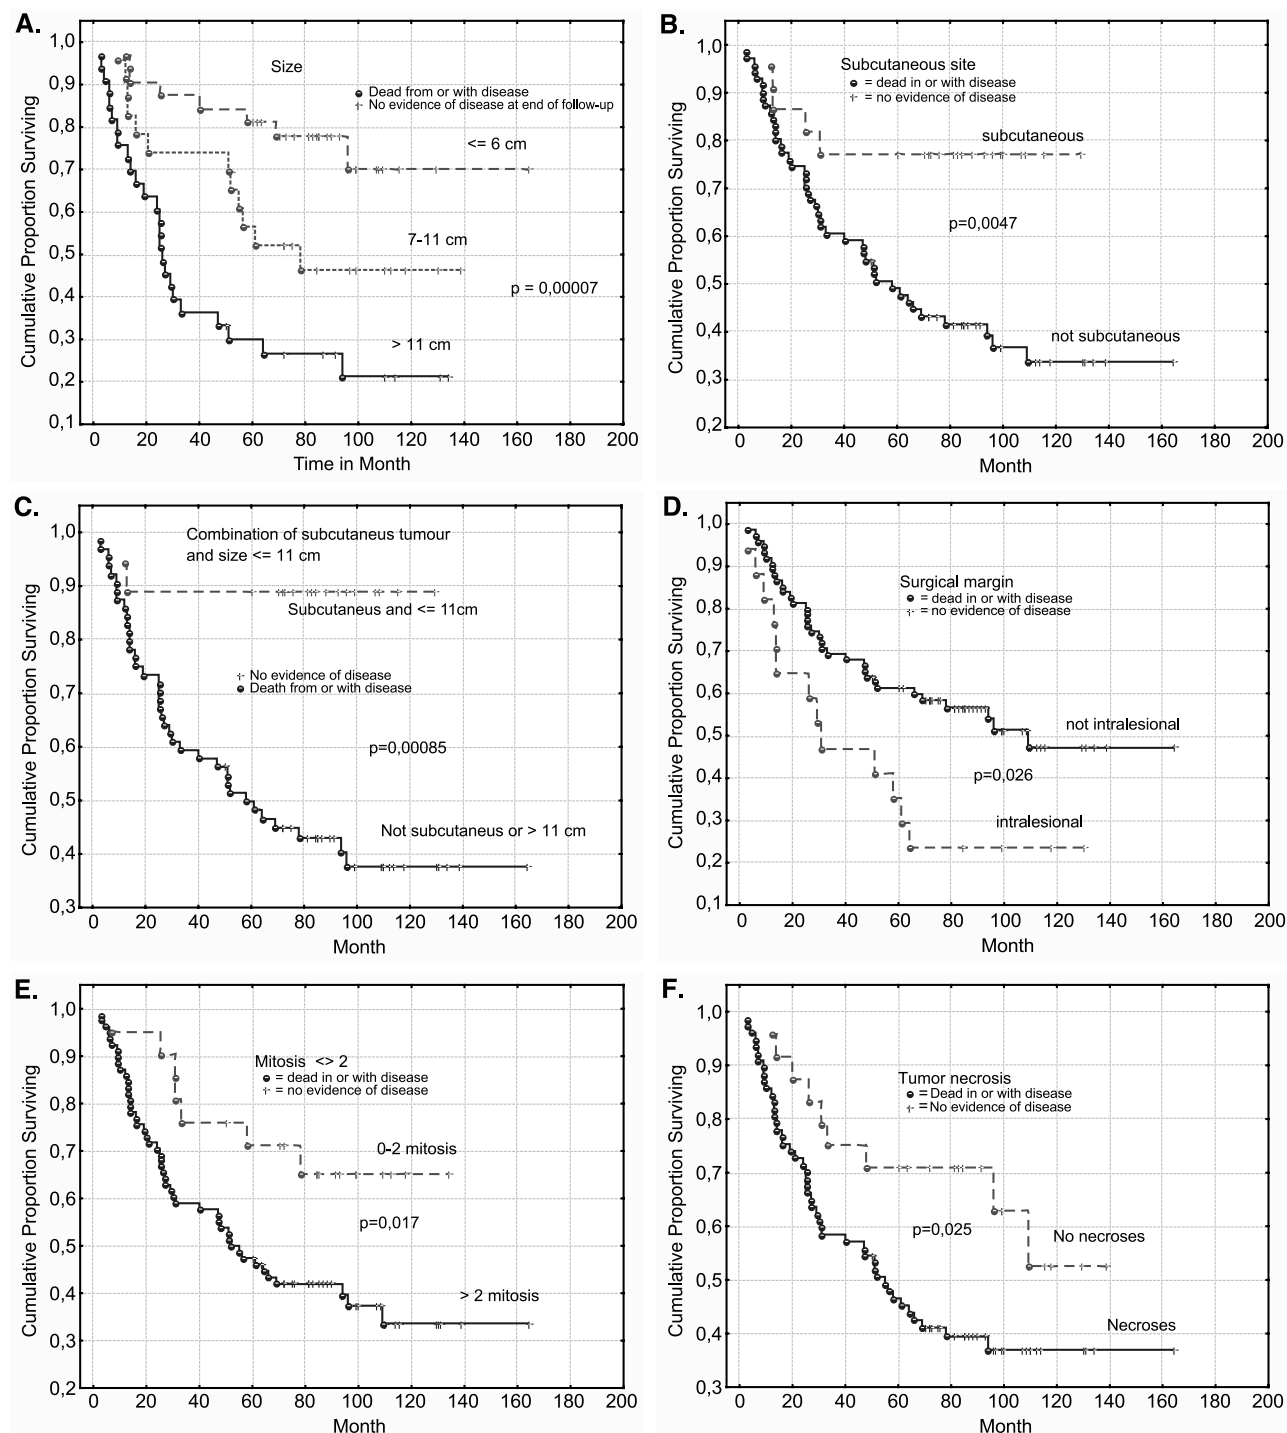 A.
Cumulative Proportion Surviving
1,0
0,9
0,8
0,7
0,6
0,5
0,4
0,3
0,2
0,1
Size
Dead from or with disease
No evidence of disease at end of follow-up
<= 6 cm
7-11 cm
p = 0,00007
> 11 cm
0 20 40 60 80 100 120 140 160 180 200
Time in Month
B.
Cumulative Proportion Surviving
1,0
0,9
0,8
0,7
0,6
0,5
0,4
0,3
0,2
Subcutaneous site
= dead in or with disease
= no evidence of disease
subcutaneous
p=0,0047
not subcutaneous
0 20 40 60 80 100 120 140 160 180 200
Month
C.
Cumulative Proportion Surviving
1,0
0,9
0,8
0,7
0,6
0,5
0,4
0,3
Combination of subcutaneus tumour
and size <= 11 cm
Subcutaneus and <= 11cm
No evidence of disease
Death from or with disease
p=0,00085
Not subcutaneus or > 11 cm
0 20 40 60 80 100 120 140 160 180 200
Month
D.
Cumulative Proportion Surviving
1,0
0,9
0,8
0,7
0,6
0,5
0,4
0,3
0,2
0,1
Surgical margin
= dead in or with disease
= no evidence of disease
not intralesional
p=0,026
intralesional
0 20 40 60 80 100 120 140 160 180 200
Month
E.
Cumulative Proportion Surviving
1,0
0,9
0,8
0,7
0,6
0,5
0,4
0,3
0,2
Mitosis <> 2
= dead in or with disease
= no evidence of disease
0-2 mitosis
p=0,017
> 2 mitosis
0 20 40 60 80 100 120 140 160 180 200
Month
F.
Cumulative Proportion Surviving
1,0
0,9
0,8
0,7
0,6
0,5
0,4
0,3
Tumor necrosis
= Dead in or with disease
= No evidence of disease
p=0,025
No necroses
Necroses
0 20 40 60 80 100 120 140 160 180 200
Month